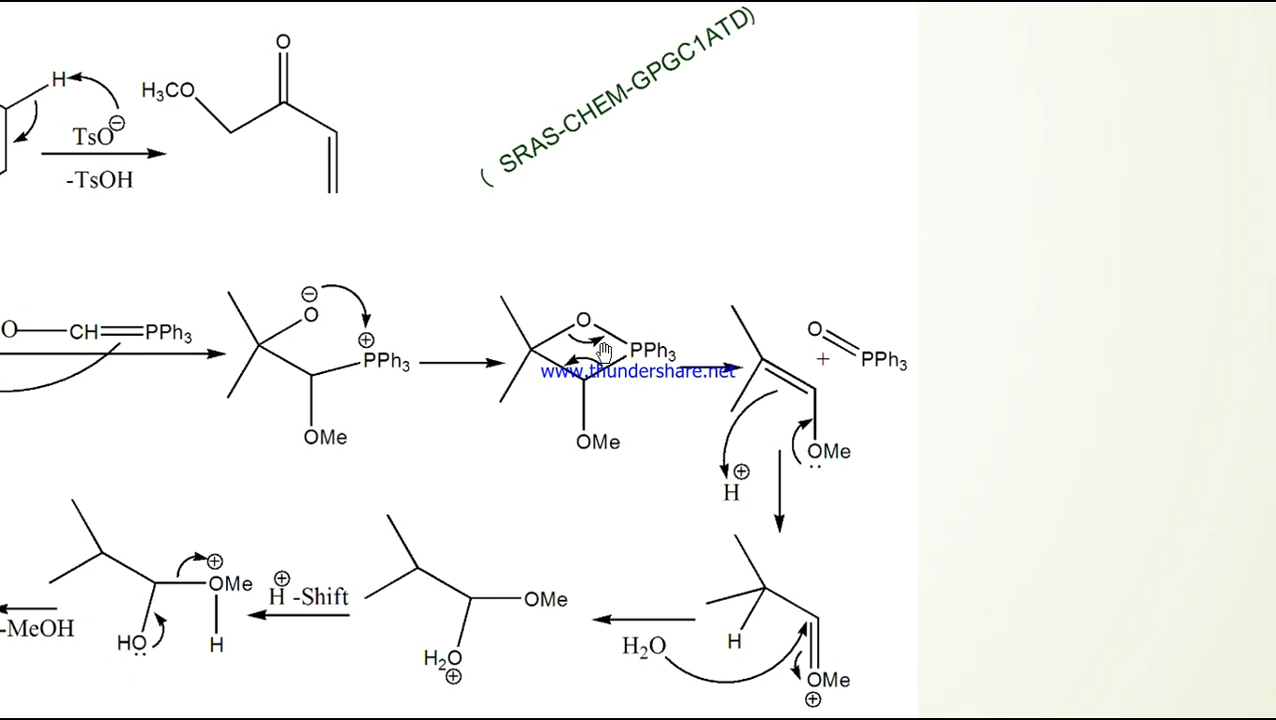 O
H
H₃CO
TsO⊖
-TsOH
( SRAS-CHEM-GPGC1ATD)
O—CH=PPh₃
⊖
O
⊕
PPh₃
OMe
O
PPh₃
OMe
www.thundershare.net
+
O
PPh₃
OMe
H⊕
H
OMe
⊕
H₂O
OMe
H₂O
⊕
H⊕ -Shift
⊕
OMe
H
HO
-MeOH